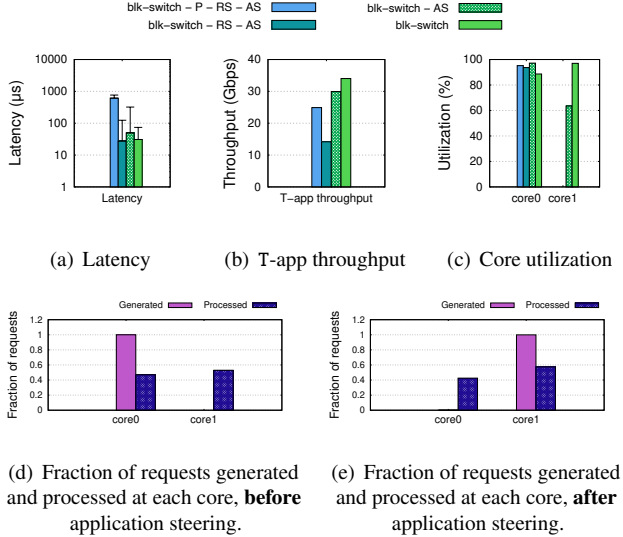 blk-switch - P - RS - AS
blk-switch - RS - AS
blk-switch - AS
blk-switch
Latency (µs)
10000
1000
100
10
1
Latency
Throughput (Gbps)
40
30
20
10
0
T-app throughput
Utilization (%)
100
80
60
40
20
0
core0 core1
(a) Latency
(b) T-app throughput
(c) Core utilization
Generated Processed
Fraction of requests
1.2
1
0.8
0.6
0.4
0.2
0
core0 core1
Generated Processed
Fraction of requests
1.2
1
0.8
0.6
0.4
0.2
0
core0 core1
(d) Fraction of requests generated
and processed at each core, before
application steering.
(e) Fraction of requests generated
and processed at each core, after
application steering.